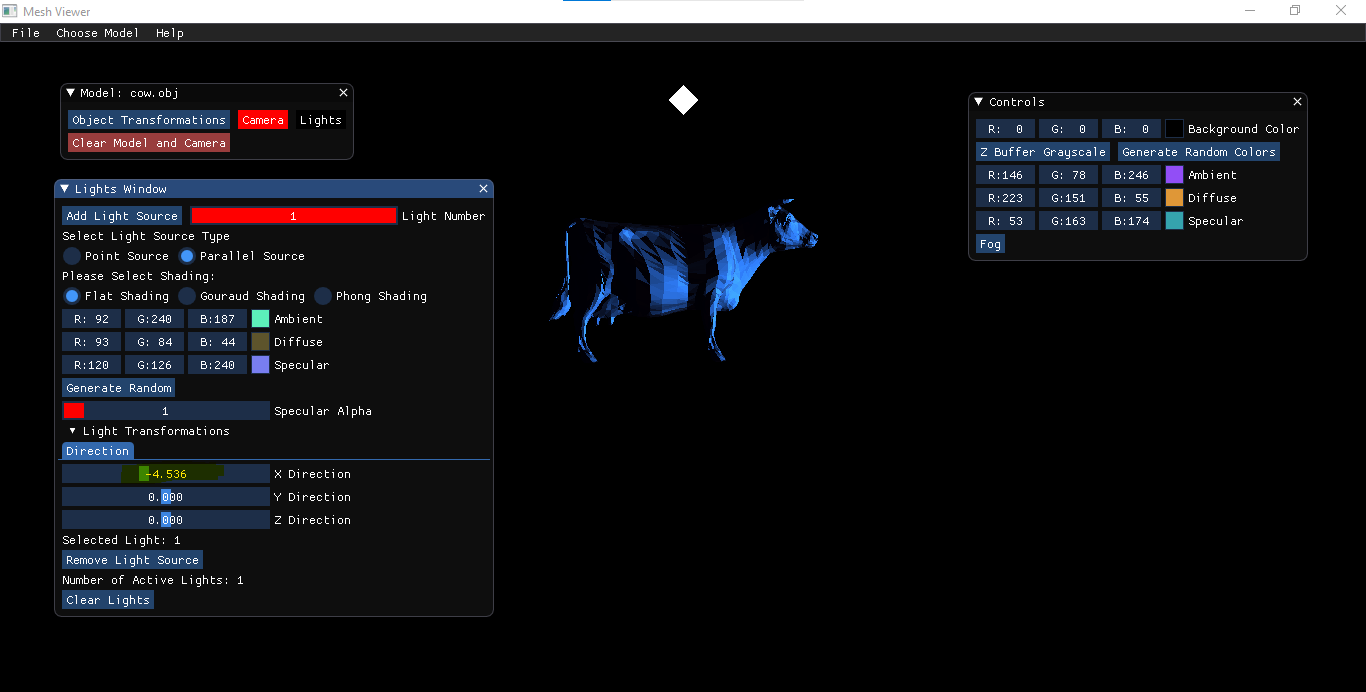 Mesh Viewer
File Choose Model Help
Model: cow.obj
Object Transformations Camera Lights
Clear Model and Camera
Lights Window
Add Light Source 1 Light Number
Select Light Source Type
Point Source Parallel Source
Please Select Shading:
Flat Shading Gouraud Shading Phong Shading
R: 92 G:240 B:187 Ambient
R: 93 G: 84 B: 44 Diffuse
R:120 G:126 B:240 Specular
Generate Random
1 Specular Alpha
Light Transformations
Direction
-4.536 X Direction
0.000 Y Direction
0.000 Z Direction
Selected Light: 1
Remove Light Source
Number of Active Lights: 1
Clear Lights
Controls
R: 0 G: 0 B: 0 Background Color
Z Buffer Grayscale Generate Random Colors
R:146 G: 78 B:246 Ambient
R:223 G:151 B: 55 Diffuse
R: 53 G:163 B:174 Specular
Fog